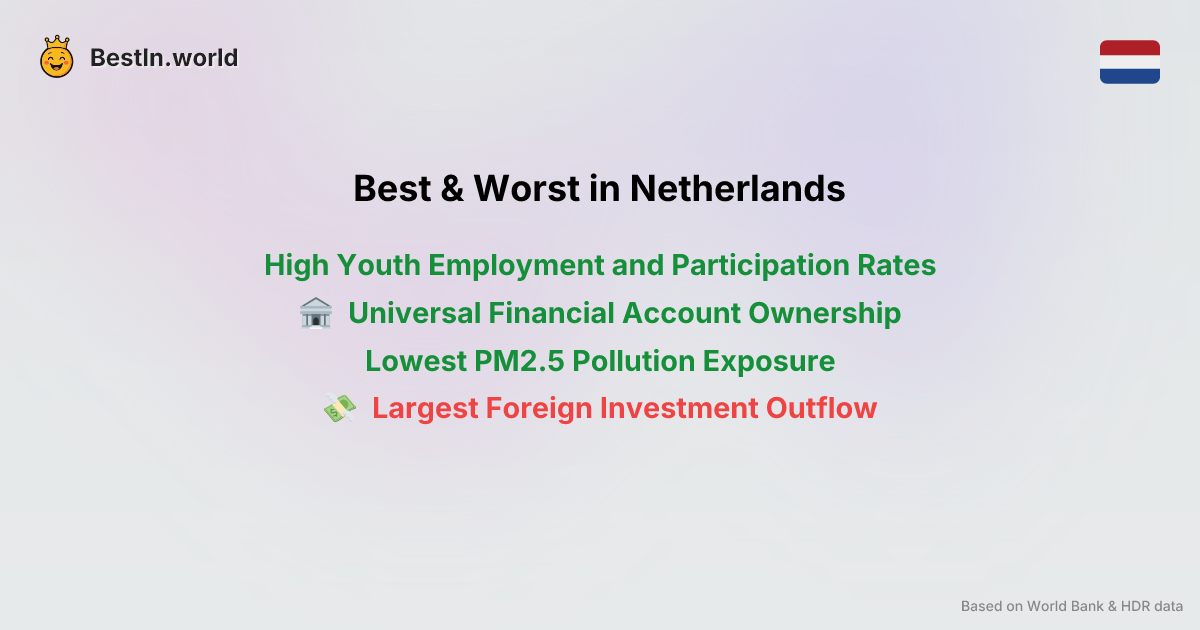 BestIn.world
Best & Worst in Netherlands
High Youth Employment and Participation Rates
Universal Financial Account Ownership
Lowest PM2.5 Pollution Exposure
Largest Foreign Investment Outflow
Based on World Bank & HDR data